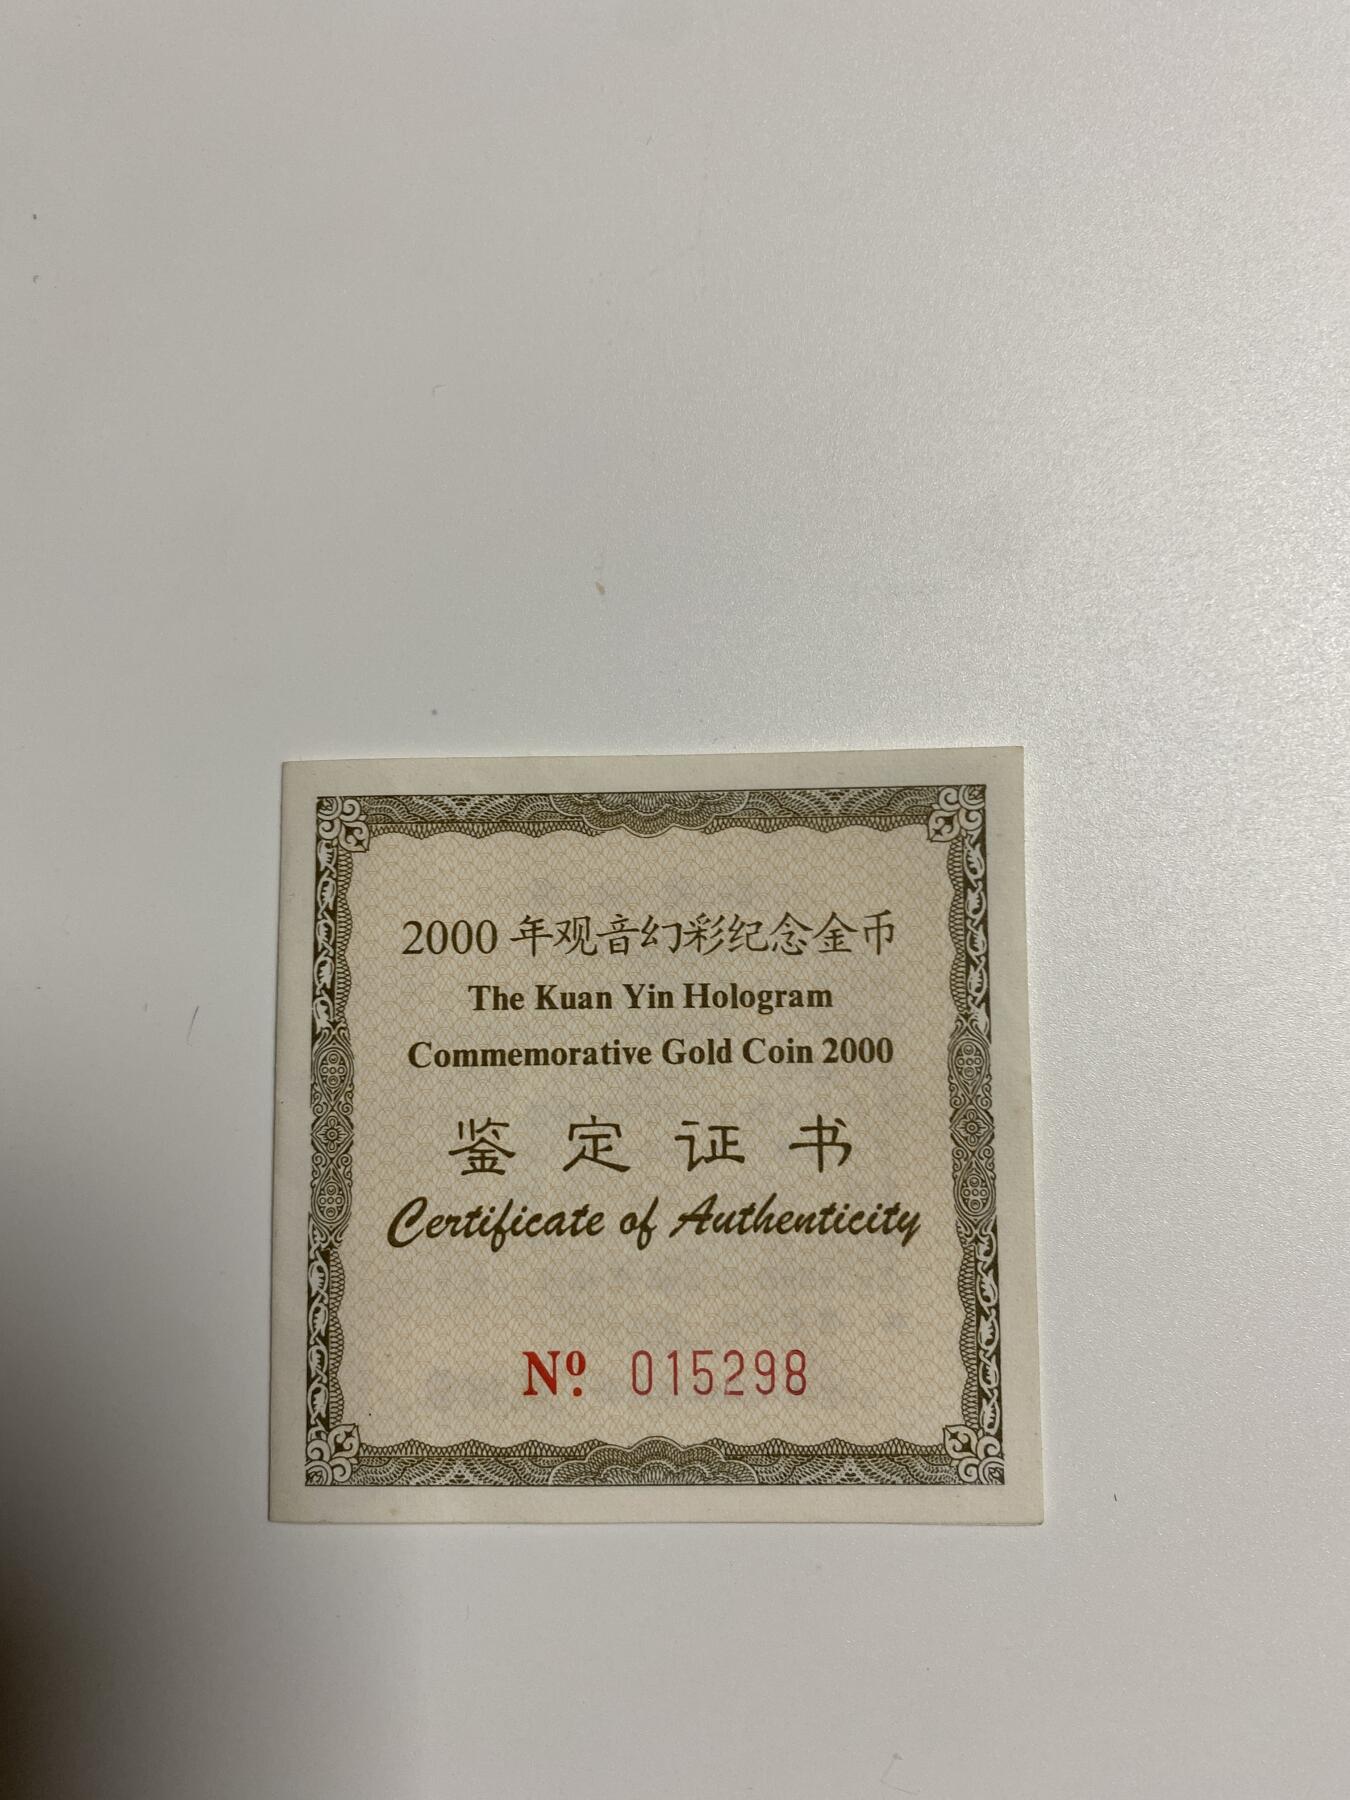 2000 年观音幻彩纪念金币
The Kuan Yin Hologram
Commemorative Gold Coin 2000
鉴定证书
Certificate of Authenticity
Nº. 015298